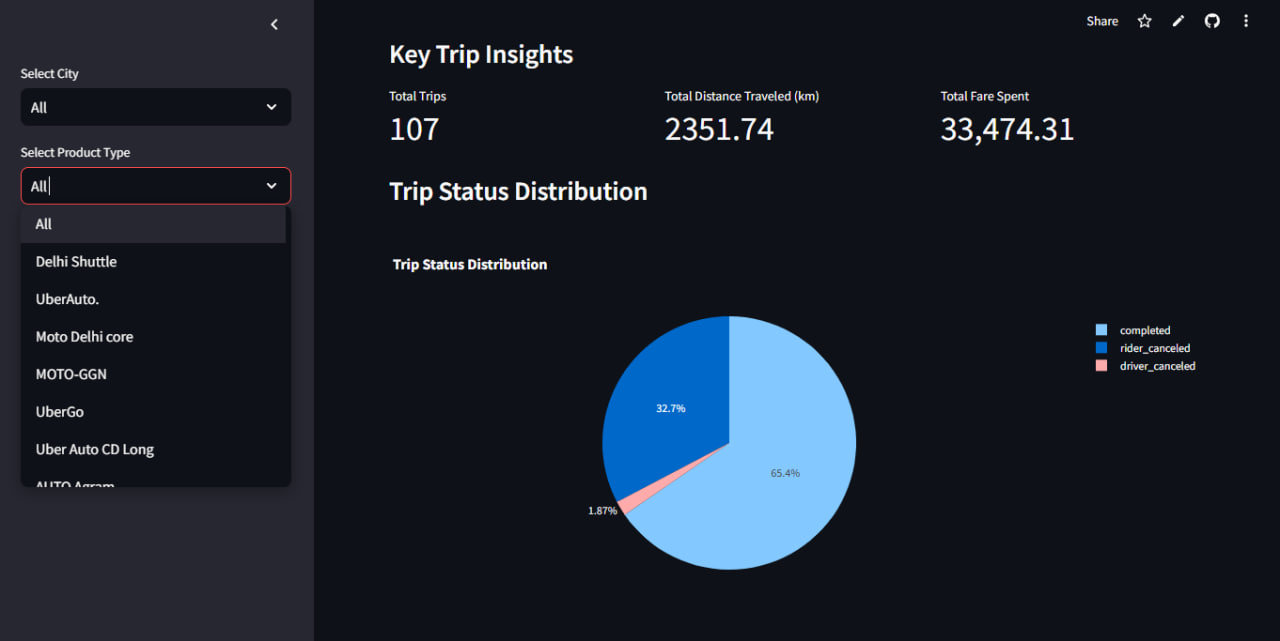 Share
Select City
All
Select Product Type
All
All
Delhi Shuttle
UberAuto.
Moto Delhi core
MOTO-GGN
UberGo
Uber Auto CD Long
AUTO Agram
Key Trip Insights
Total Trips
107
Total Distance Traveled (km)
2351.74
Total Fare Spent
33,474.31
Trip Status Distribution
Trip Status Distribution
completed
rider_canceled
driver_canceled
32.7%
65.4%
1.87%